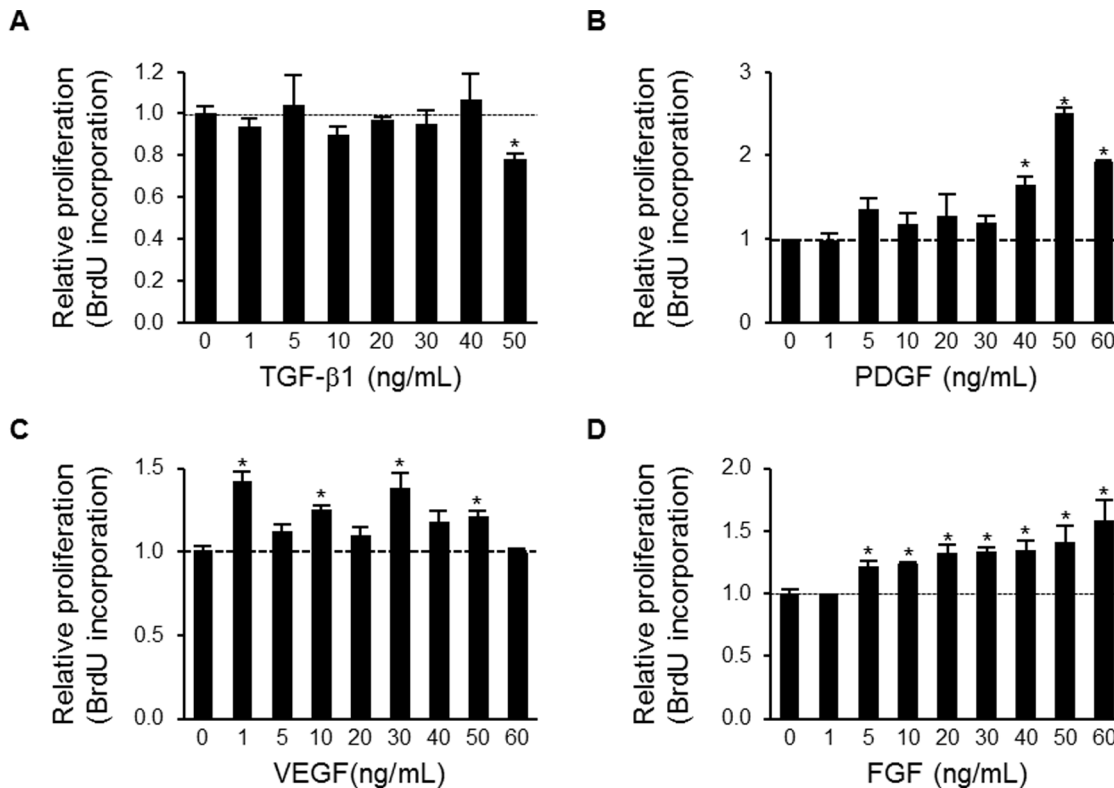 A
Relative proliferation
(BrdU incorporation)
1.2
1.0
0.8
0.6
0.4
0.2
0.0
*
0 1 5 10 20 30 40 50
TGF-β1 (ng/mL)
B
Relative proliferation
(BrdU incorporation)
3
2
1
0
* * *
0 1 5 10 20 30 40 50 60
PDGF (ng/mL)
C
Relative proliferation
(BrdU incorporation)
1.5
1.0
0.5
0.0
* * * *
0 1 5 10 20 30 40 50 60
VEGF(ng/mL)
D
Relative proliferation
(BrdU incorporation)
2.0
1.5
1.0
0.5
0.0
* * * * * * *
0 1 5 10 20 30 40 50 60
FGF (ng/mL)